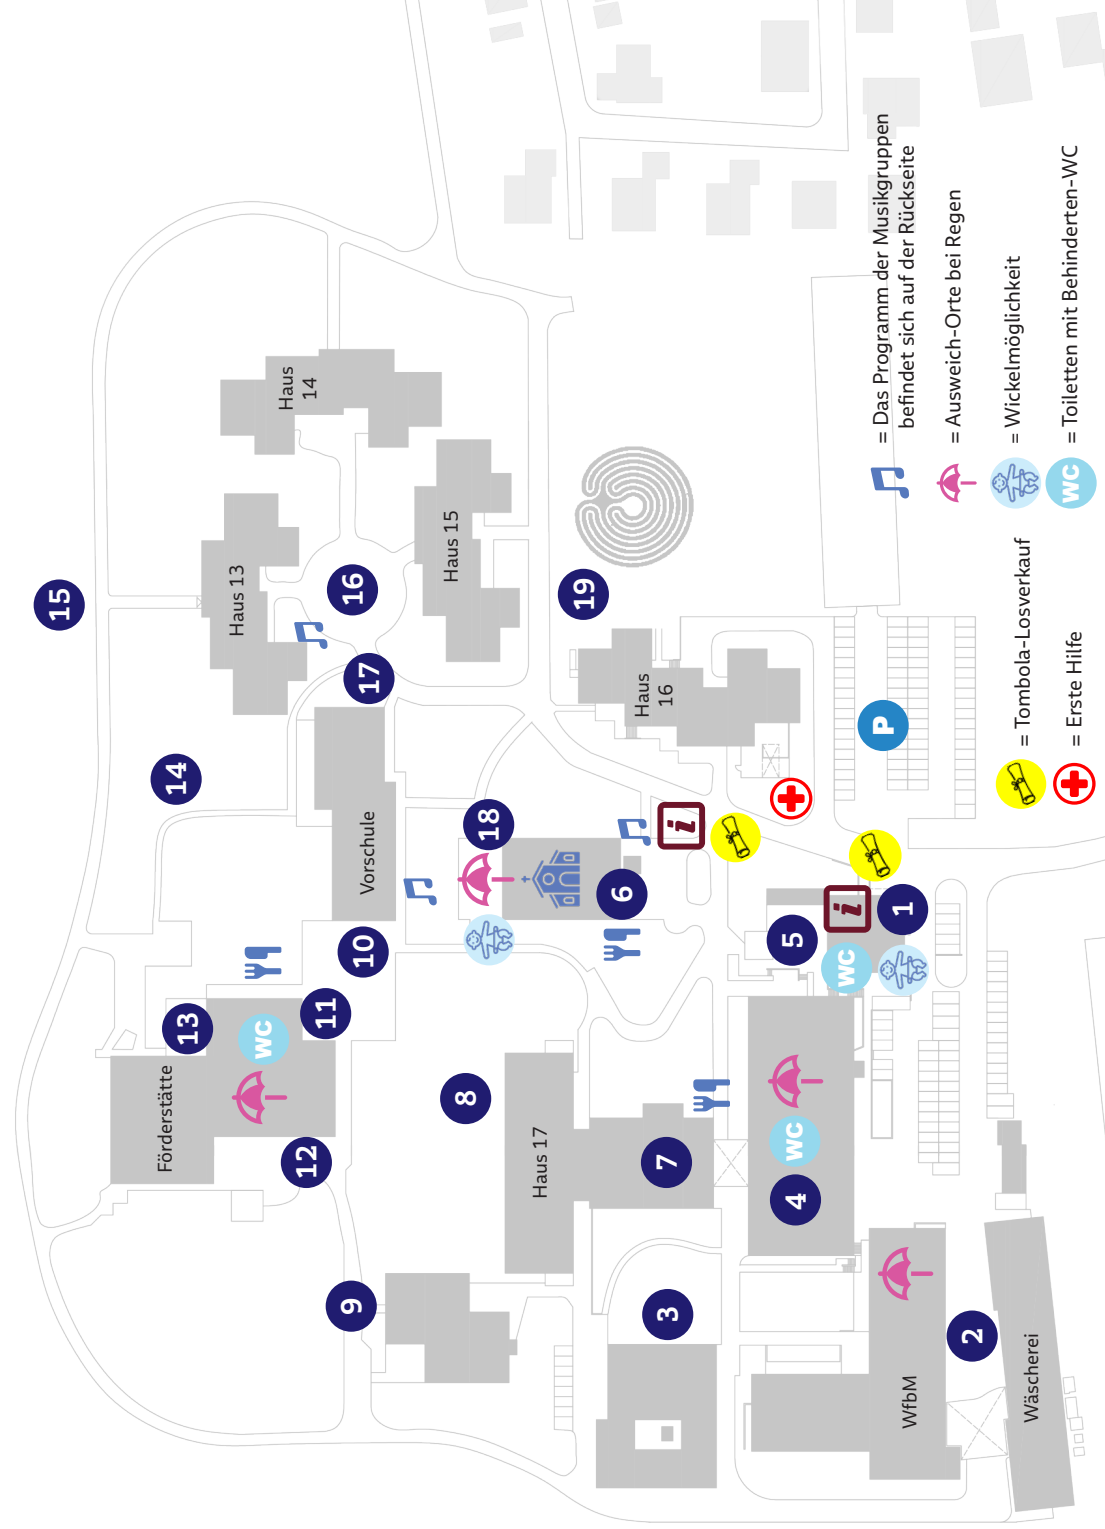 15
Förderstätte
14
13
Haus 13
WC
Haus
14
12
11
9
16
10
Vorschule
17
Haus 15
8
18
Haus 17
19
6
Haus
16
7
3
i
5
4
WC
WC
i
1
P
WfbM
2
Wäscherei
= Das Programm der Musikgruppen
befindet sich auf der Rückseite
= Ausweich-Orte bei Regen
= Wickelmöglichkeit
WC = Toiletten mit Behinderten-WC
= Tombola-Losverkauf
= Erste Hilfe